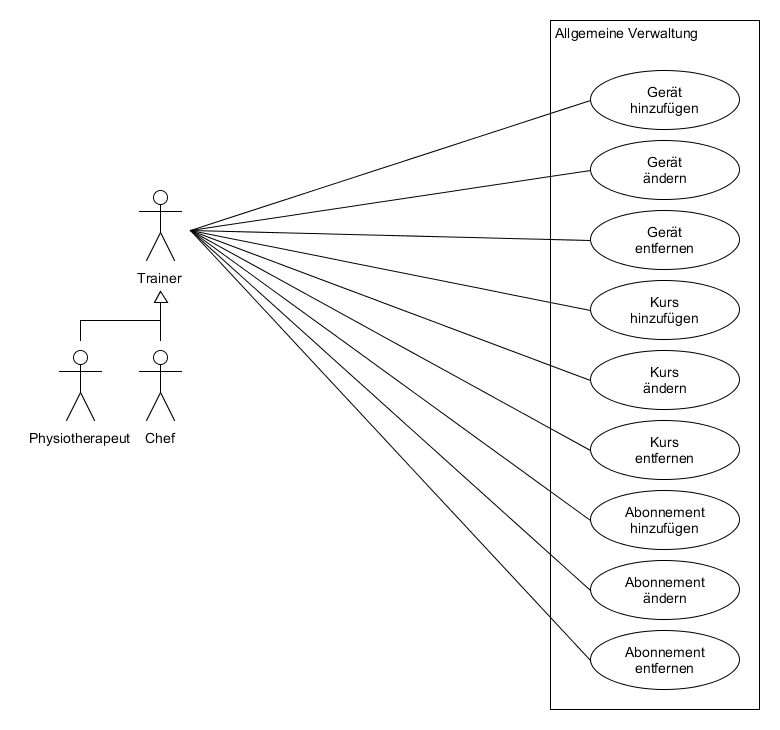 Allgemeine Verwaltung
Gerät
hinzufügen
Gerät
ändern
Gerät
entfernen
Kurs
hinzufügen
Kurs
ändern
Kurs
entfernen
Abonnement
hinzufügen
Abonnement
ändern
Abonnement
entfernen
Trainer
Physiotherapeut
Chef